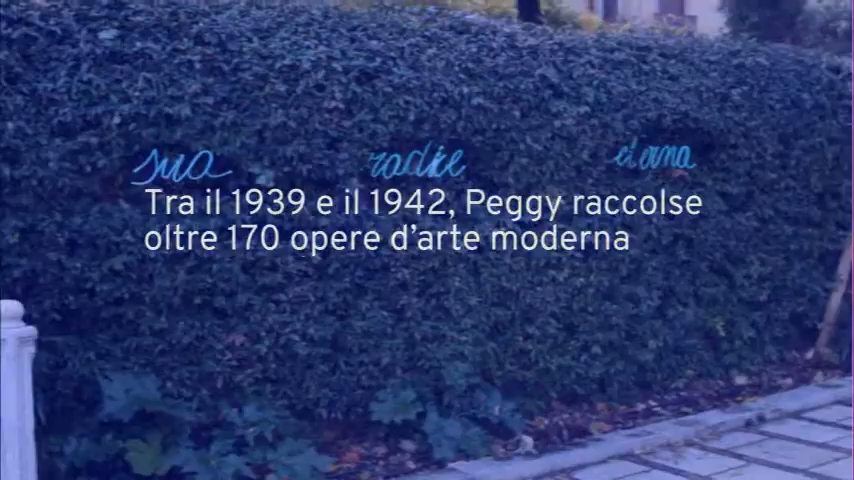 sua radice eterna
Tra il 1939 e il 1942, Peggy raccolse
oltre 170 opere d'arte moderna